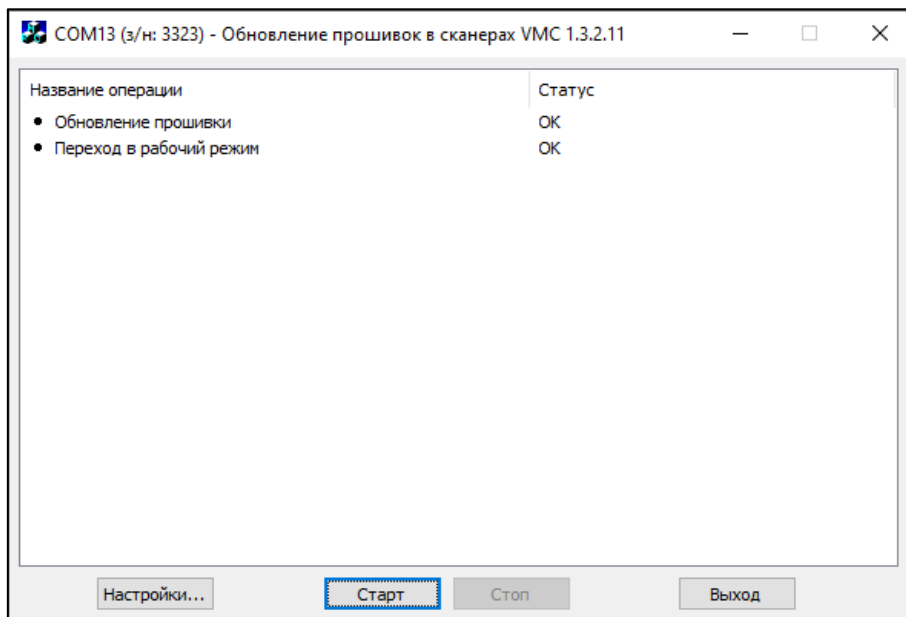 COM13 (з/н: 3323) - Обновление прошивок в сканерах VMC 1.3.2.11
Название операции Статус
• Обновление прошивки OK
• Переход в рабочий режим OK
Настройки... Старт Стоп Выход